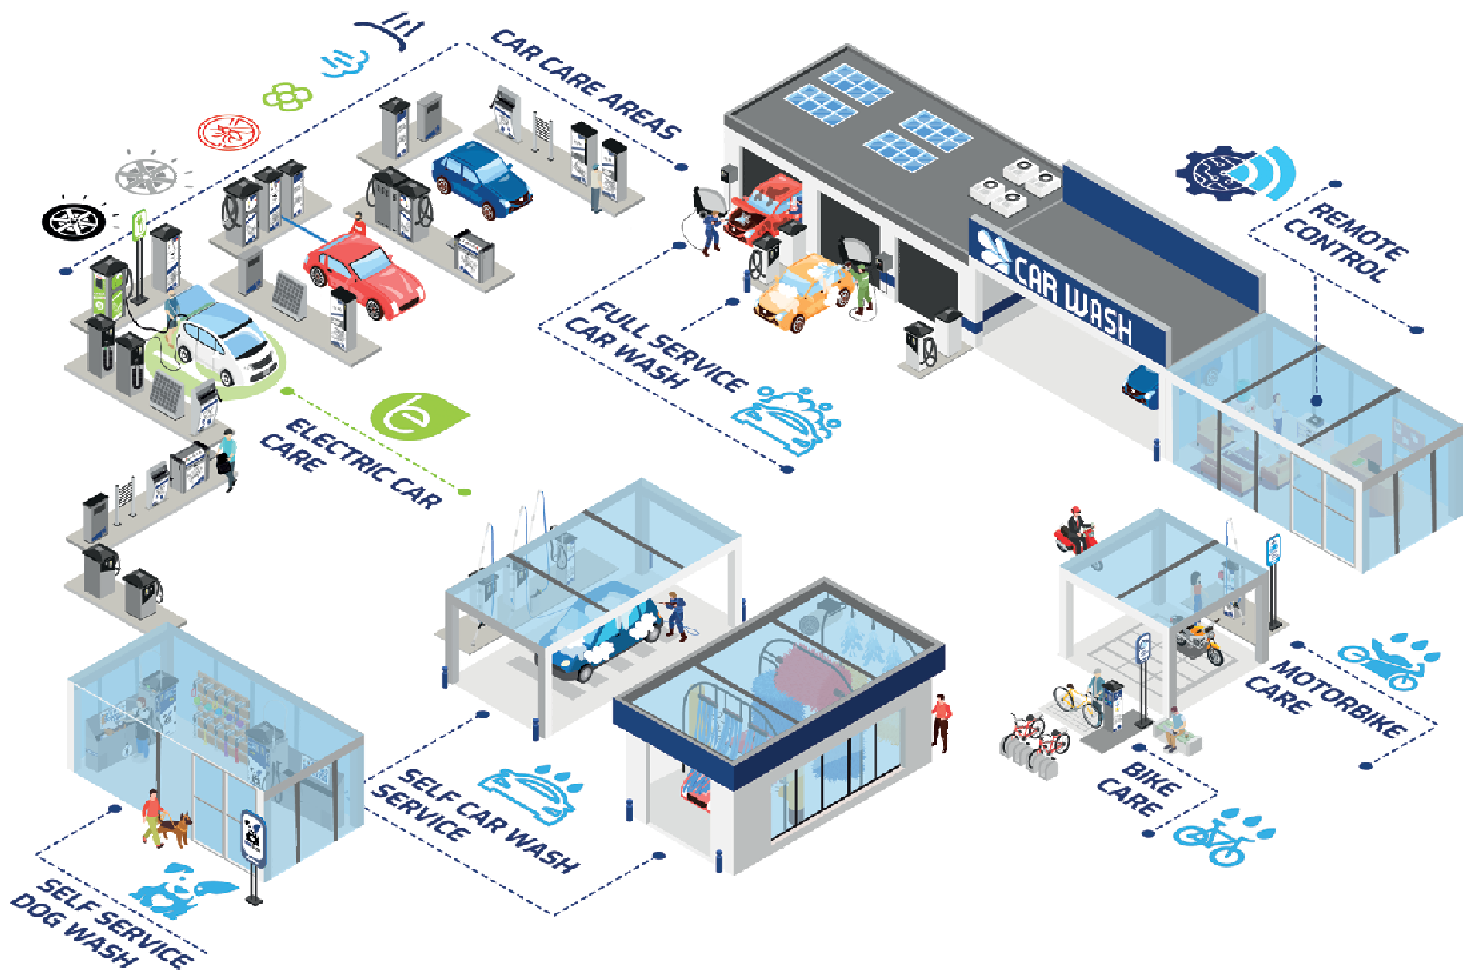 CAR CARE AREAS
REMOTE
CONTROL
CAR WASH
FULL SERVICE
CAR WASH
e
ELECTRIC CAR
CARE
MOTORBIKE
CARE
BIKE
CARE
SELF CAR WASH
SERVICE
SELF SERVICE
DOG WASH